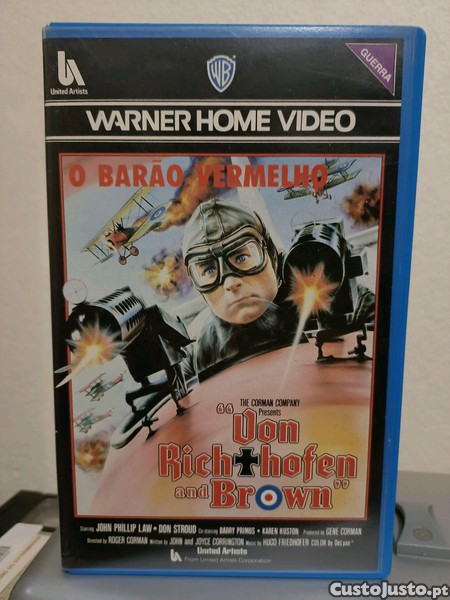 United Artists
WB
GUERRA
WARNER HOME VIDEO
O BARÃO VERMELHO
THE CORMAN COMPANY
Presents
"Von
Richthofen
and Brown"
Starring JOHN PHILLIP LAW • DON STROUD Co-starring BARRY PRIMUS • KAREN HUSTON Produced by GENE CORMAN
Directed by ROGER CORMAN Written by JOHN and JOYCE CORRINGTON Music by HUGO FRIEDHOFER COLOR by DeLuxe
United Artists
From United Artists Corporation
CustoJusto.pt